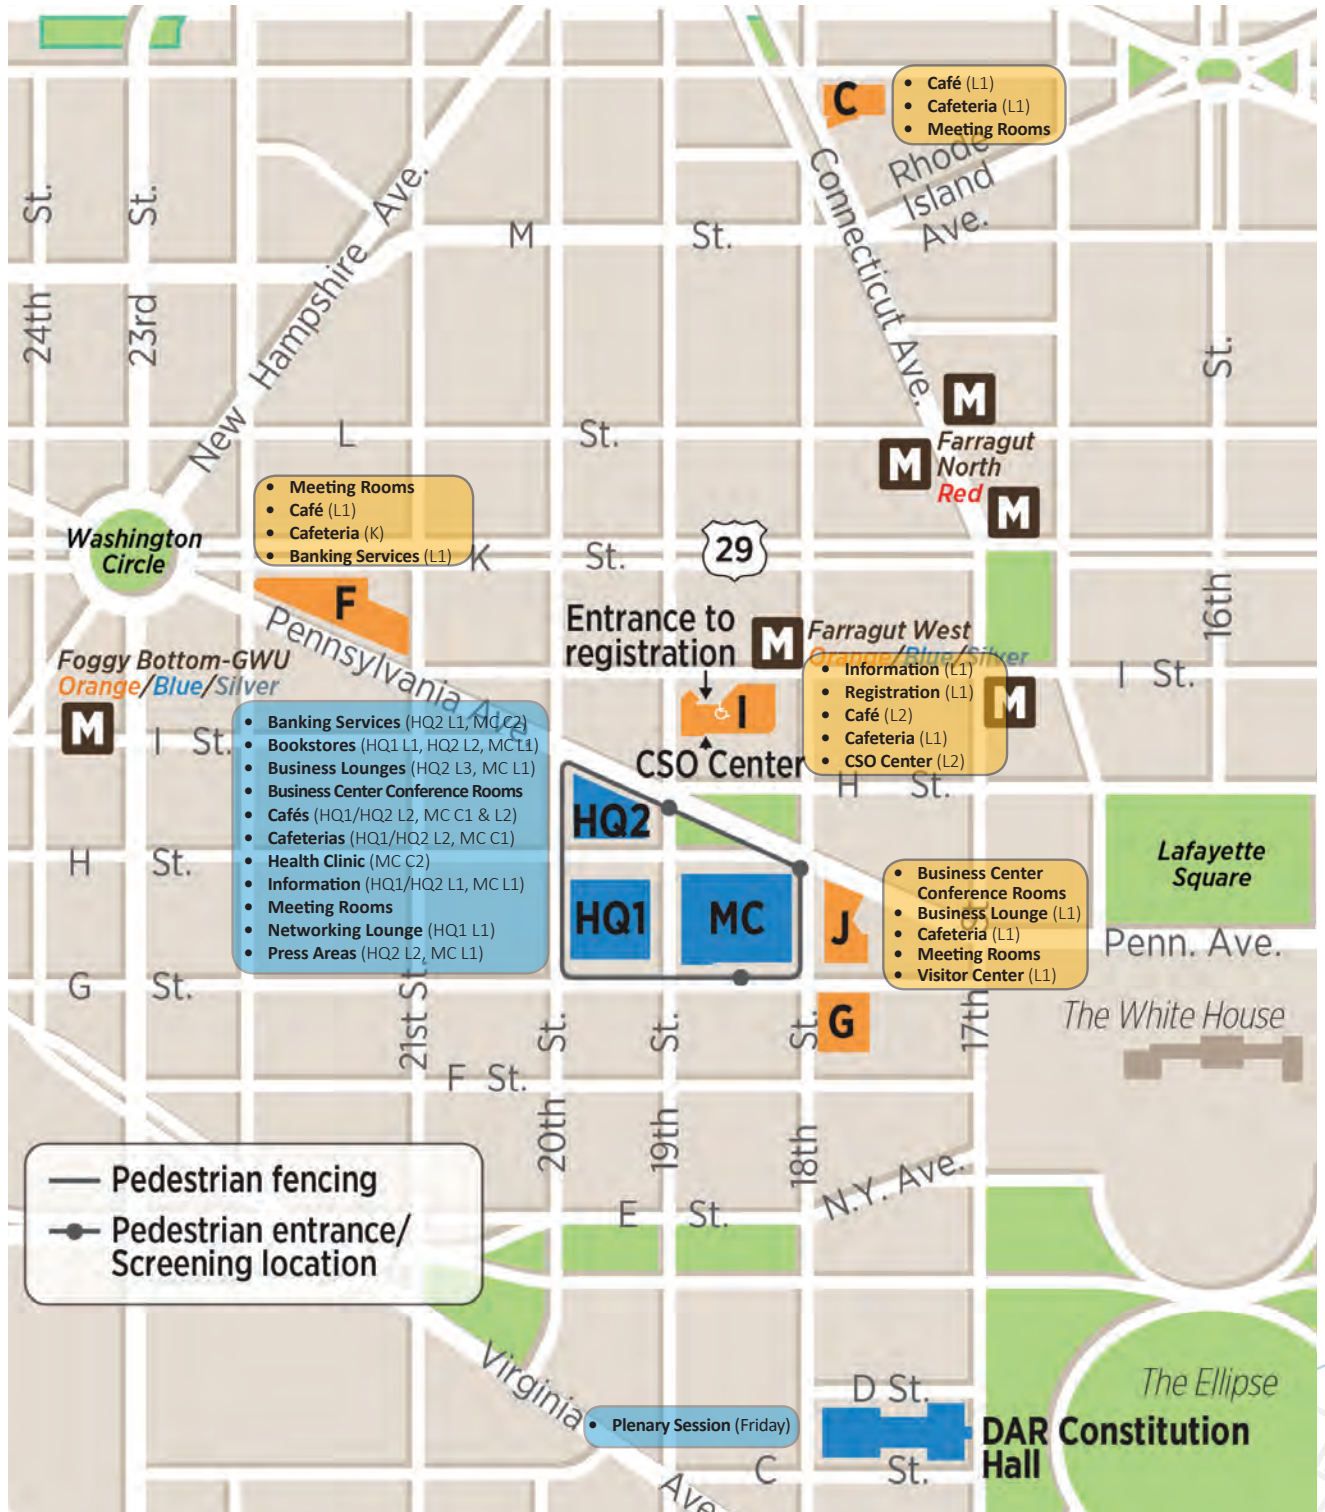 C
• Café (L1)
• Cafeteria (L1)
• Meeting Rooms
Rhode
Island
Ave.
Connecticut Ave.
St.
St.
Ave.
M St.
24th
23rd
New Hampshire
St.
M
Farragut
North
Red
M
M
L St.
• Meeting Rooms
• Café (L1)
• Cafeteria (K)
• Banking Services (L1)
Washington
Circle
K St.
29
16th
F
Entrance to
registration
M
Farragut West
Orange/Blue/Silver
Pennsylvania Ave.
Foggy Bottom-GWU
Orange/Blue/Silver
M
I St.
I St.
I
CSO Center
• Information (L1)
• Registration (L1)
• Café (L2)
• Cafeteria (L1)
• CSO Center (L2)
M
H St.
• Banking Services (HQ2 L1, MC C2)
• Bookstores (HQ1 L1, HQ2 L2, MC L1)
• Business Lounges (HQ2 L3, MC L1)
• Business Center Conference Rooms
• Cafés (HQ1/HQ2 L2, MC C1 & L2)
• Cafeterias (HQ1/HQ2 L2, MC C1)
• Health Clinic (MC C2)
• Information (HQ1/HQ2 L1, MC L1)
• Meeting Rooms
• Networking Lounge (HQ1 L1)
• Press Areas (HQ2 L2, MC L1)
HQ2
HQ1
MC
J
H St.
Lafayette
Square
• Business Center
Conference Rooms
• Business Lounge (L1)
• Cafeteria (L1)
• Meeting Rooms
• Visitor Center (L1)
Penn. Ave.
G St.
G
The White House
21st St.
20th St.
19th St.
18th St.
17th St.
F St.
Pedestrian fencing
Pedestrian entrance/
Screening location
N.Y. Ave.
E St.
Virginia Ave.
D St.
The Ellipse
• Plenary Session (Friday)
DAR Constitution
Hall
C St.